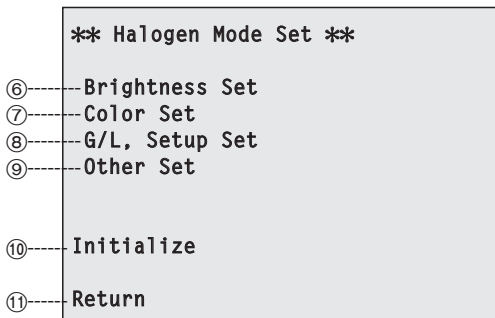 ** Halogen Mode Set **
⑥ Brightness Set
⑦ Color Set
⑧ G/L, Setup Set
⑨ Other Set
⑩ Initialize
⑪ Return